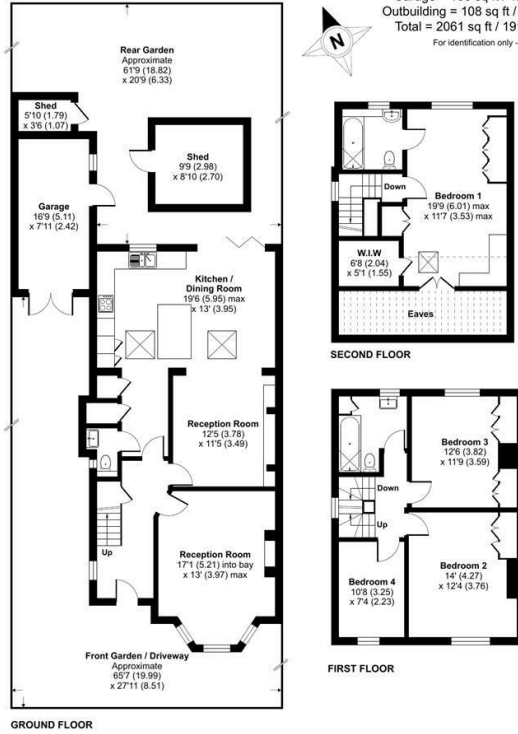 Outbuilding = 108 sq ft /
Total = 2061 sq ft / 19
For identification only -
N
Rear Garden
Approximate
61'9 (18.82)
x 20'9 (6.33)
Shed
5'10 (1.79)
x 3'6 (1.07)
Shed
9'9 (2.98)
x 8'10 (2.70)
Garage
16'9 (5.11)
x 7'11 (2.42)
Kitchen /
Dining Room
19'6 (5.95) max
x 13' (3.95)
Reception Room
12'5 (3.78)
x 11'5 (3.49)
Up
Reception Room
17'1 (5.21) into bay
x 13' (3.97) max
Front Garden / Driveway
Approximate
65'7 (19.99)
x 27'11 (8.51)
GROUND FLOOR
Down
Bedroom 1
19'9 (6.01) max
x 11'7 (3.53) max
W.I.W
6'8 (2.04)
x 5'1 (1.55)
Eaves
SECOND FLOOR
Bedroom 3
12'6 (3.82)
x 11'9 (3.59)
Down
Up
Bedroom 2
14' (4.27)
x 12'4 (3.76)
Bedroom 4
10'8 (3.25)
x 7'4 (2.23)
FIRST FLOOR